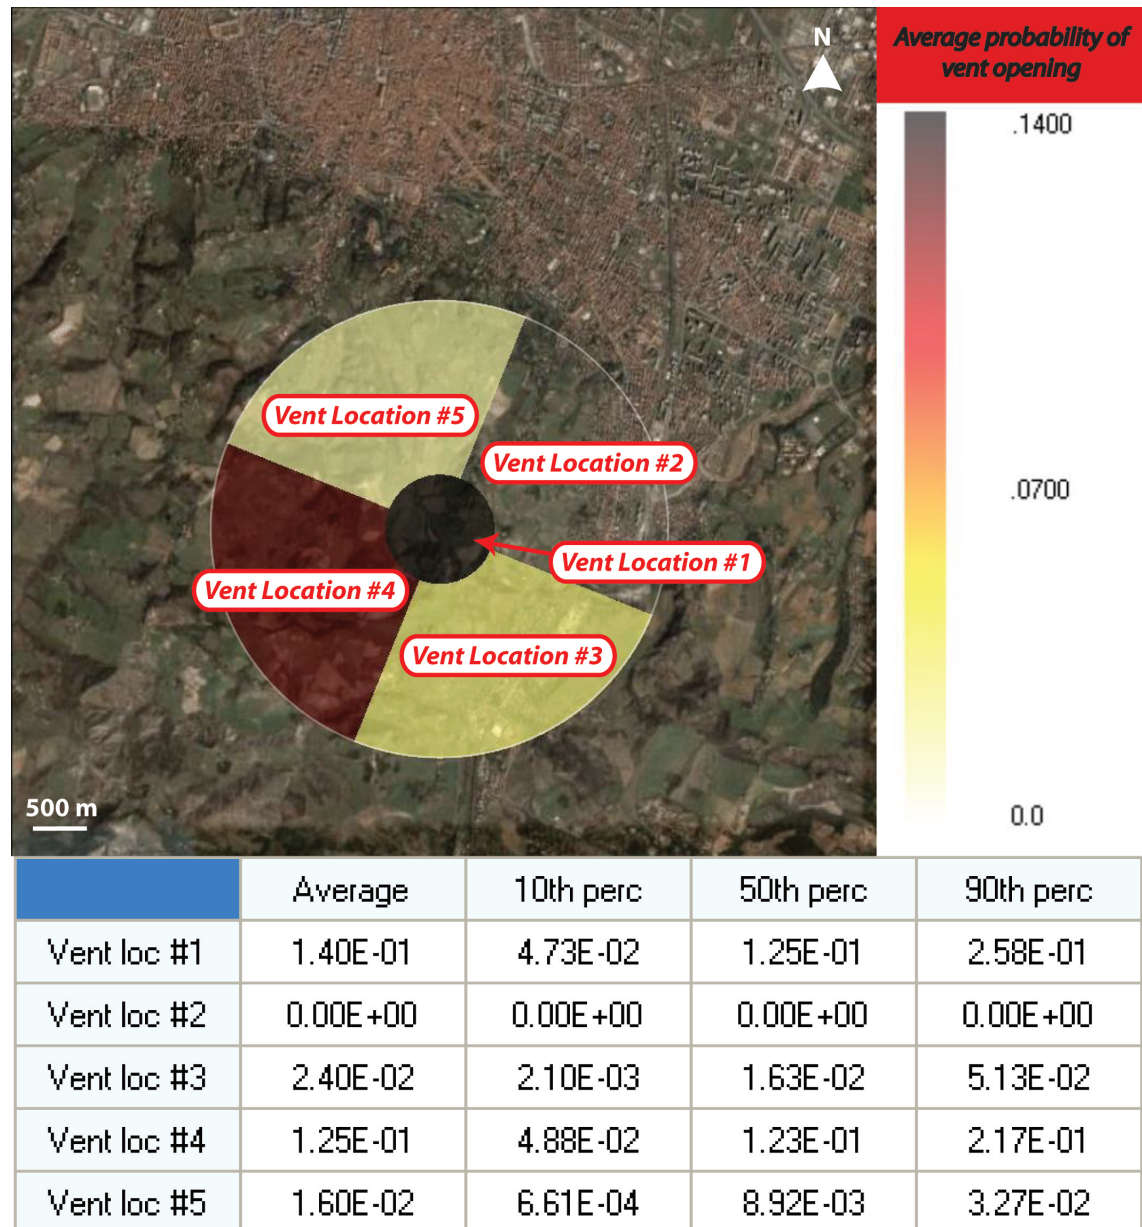 Average probability of
vent opening
N
.1400
Vent Location #5
Vent Location #2
.0700
Vent Location #1
Vent Location #4
Vent Location #3
500 m
0.0
Average 10th perc 50th perc 90th perc
Vent loc #1 1.40E-01 4.73E-02 1.25E-01 2.58E-01
Vent loc #2 0.00E+00 0.00E+00 0.00E+00 0.00E+00
Vent loc #3 2.40E-02 2.10E-03 1.63E-02 5.13E-02
Vent loc #4 1.25E-01 4.88E-02 1.23E-01 2.17E-01
Vent loc #5 1.60E-02 6.61E-04 8.92E-03 3.27E-02